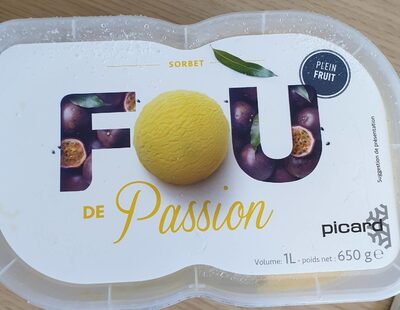 SORBET
PLEIN
FRUIT
FOU
DE Passion
Suggestion de présentation
picard
Volume: 1L - poids net : 650 g e